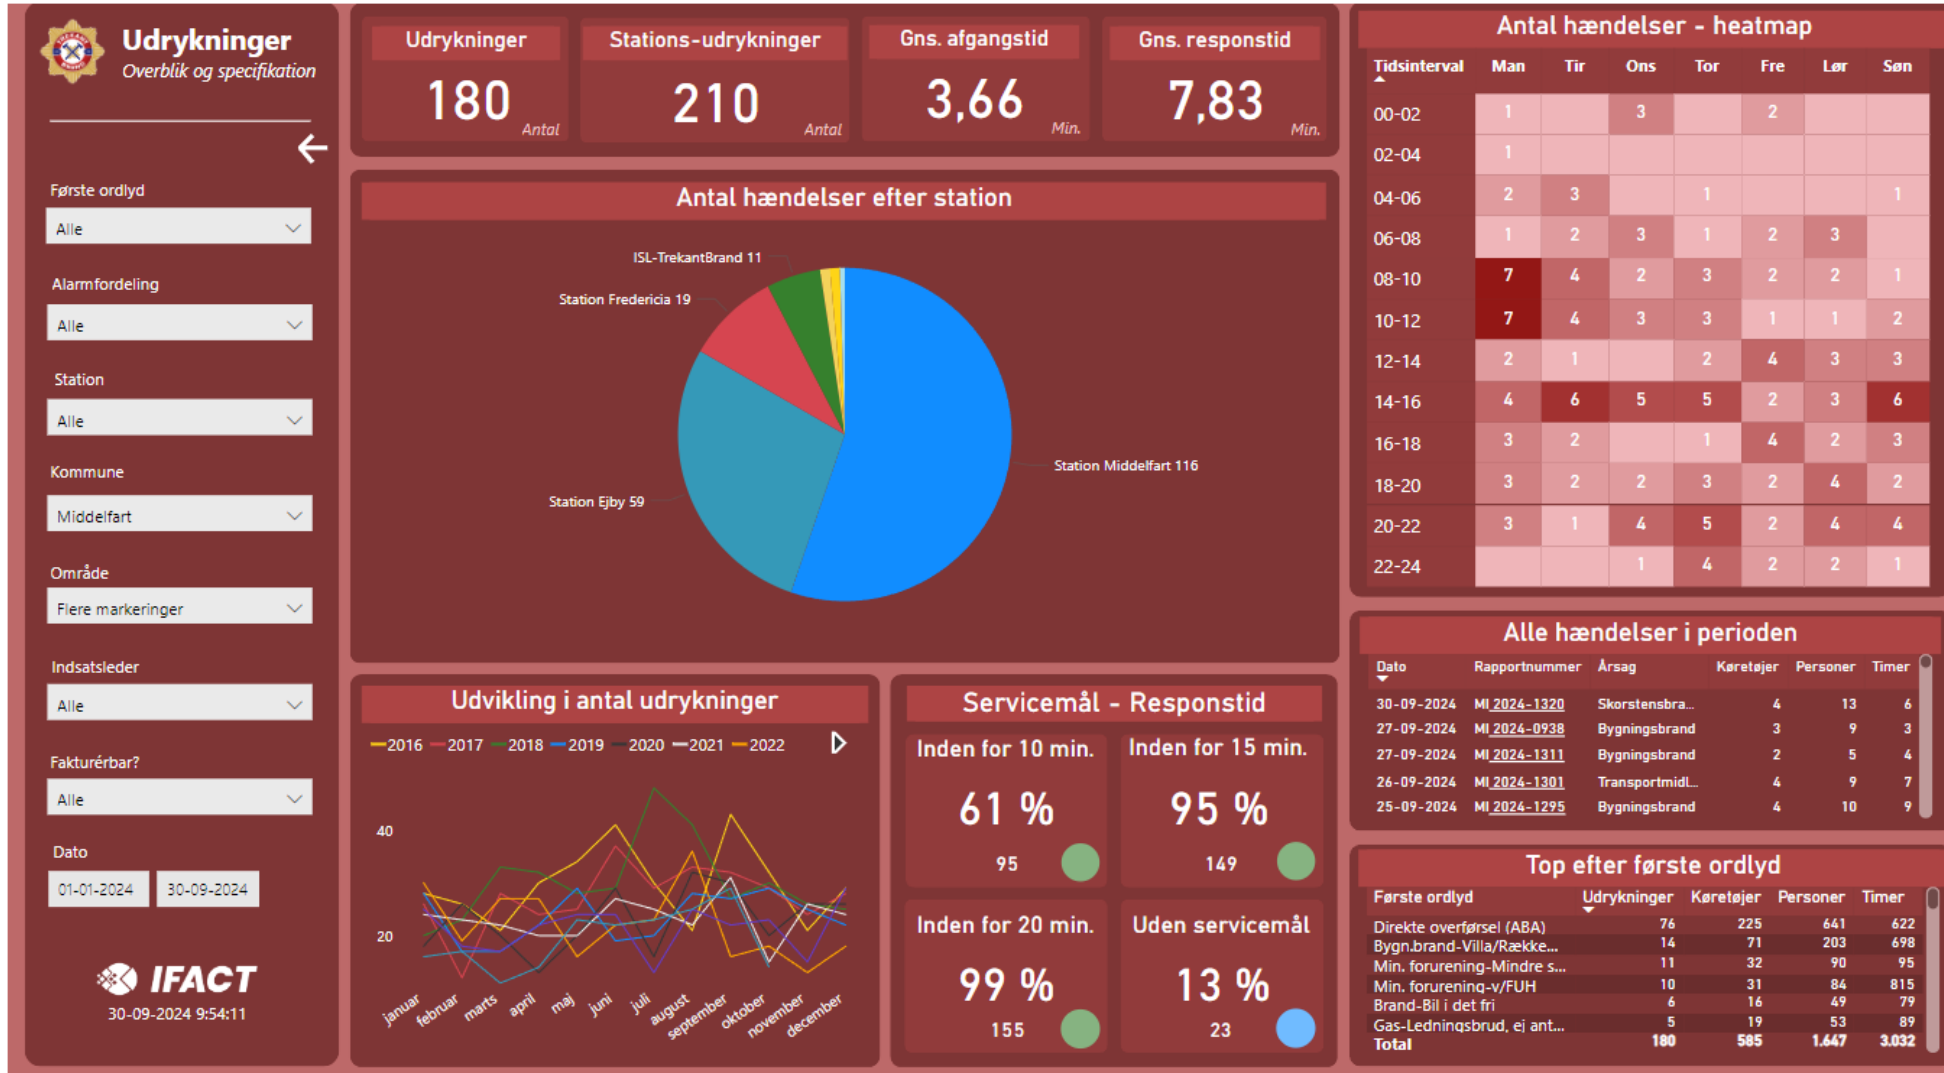 Udrykninger
Overblik og specifikation
Første ordlyd
Alle
Alarmfordeling
Alle
Station
Alle
Kommune
Middelfart
Område
Flere markeringer
Indsatsleder
Alle
Fakturérbar?
Alle
Dato
01-01-2024 30-09-2024
IFACT
30-09-2024 9:54:11
Udrykninger
180
Antal
Stations-udrykninger
210
Antal
Gns. afgangstid
3,66
Min.
Gns. responstid
7,83
Min.
Antal hændelser efter station
ISL-TrekantBrand 11
Station Fredericia 19
Station Middelfart 116
Station Ejby 59
Udvikling i antal udrykninger
2016 2017 2018 2019 2020 2021 2022
40
20
januar februar marts april maj juni juli august september oktober november december
Servicemål - Responstid
Inden for 10 min.
61 %
95
Inden for 15 min.
95 %
149
Inden for 20 min.
99 %
155
Uden servicemål
13 %
23
Antal hændelser - heatmap
Tidsinterval Man Tir Ons Tor Fre Lør Søn
00-02 1 3 2
02-04 1
04-06 2 3 1 1
06-08 1 2 3 1 2 3
08-10 7 4 2 3 2 2 1
10-12 7 4 3 3 1 1 2
12-14 2 1 2 4 3 3
14-16 4 6 5 5 2 3 6
16-18 3 2 1 4 2 3
18-20 3 2 2 3 2 4 2
20-22 3 1 4 5 2 4 4
22-24 1 4 2 2 1
Alle hændelser i perioden
Dato Rapportnummer Årsag Køretøjer Personer Timer
30-09-2024 MI 2024-1320 Skorstensbra... 4 13 6
27-09-2024 MI 2024-0938 Bygningsbrand 3 9 3
27-09-2024 MI 2024-1311 Bygningsbrand 2 5 4
26-09-2024 MI 2024-1301 Transportmidl... 4 9 7
25-09-2024 MI 2024-1295 Bygningsbrand 4 10 9
Top efter første ordlyd
Første ordlyd Udrykninger Køretøjer Personer Timer
Direkte overførsel (ABA) 76 225 641 622
Bygn.brand-Villa/Række... 14 71 203 698
Min. forurening-Mindre s... 11 32 90 95
Min. forurening-v/FUH 10 31 84 815
Brand-Bil i det fri 6 16 49 79
Gas-Ledningsbrud, ej ant... 5 19 53 89
Total 180 585 1.647 3.032